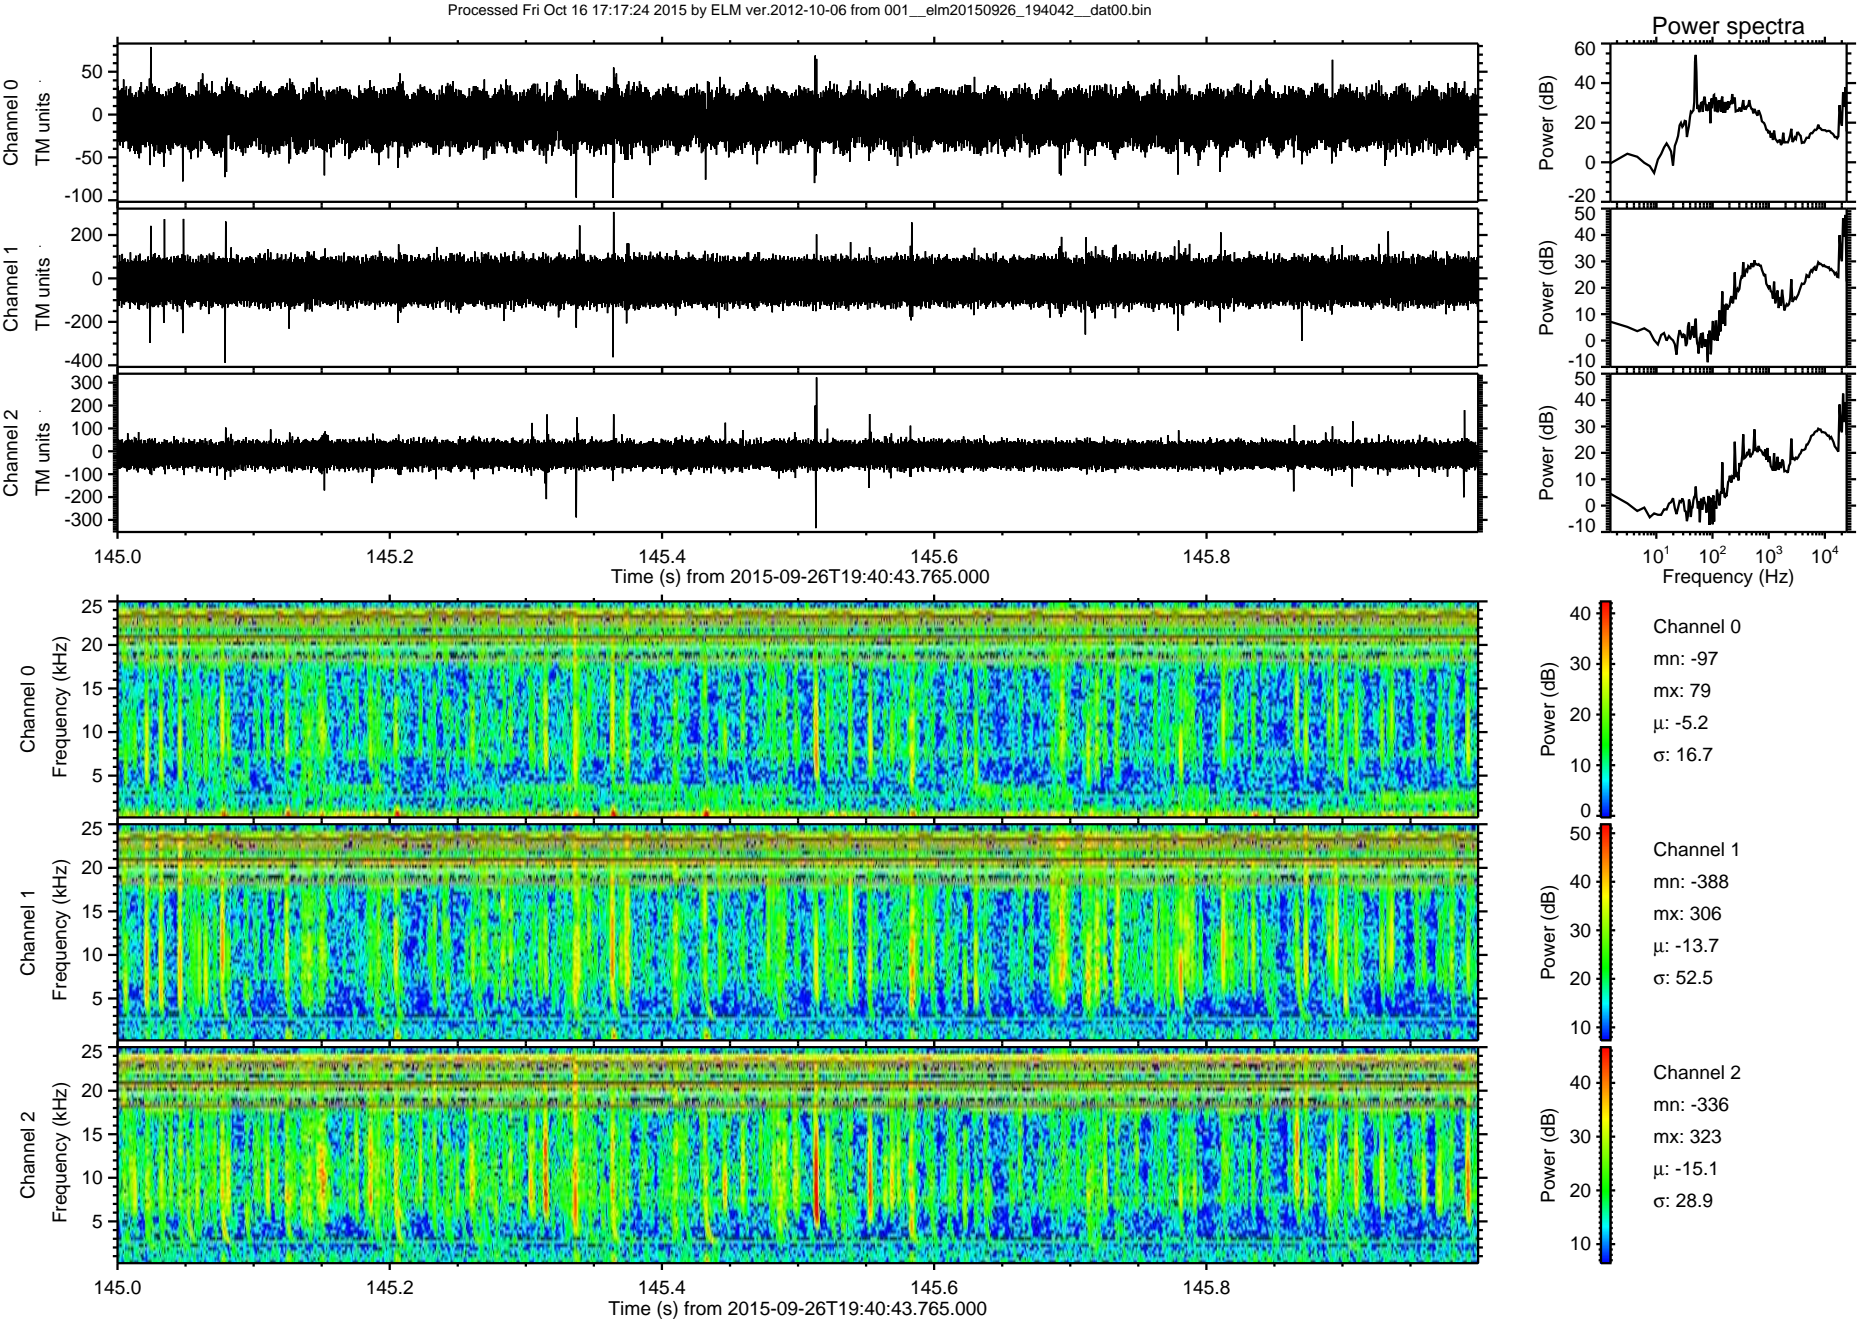 Processed Fri Oct 16 17:17:24 2015 by ELM ver.2012-10-06 from 001__elm20150926_194042__dat00.bin
Power spectra
Channel 0
TM units
50
0
-50
-100
Power (dB)
60
40
20
0
-20
Channel 1
TM units
200
0
-200
-400
Power (dB)
50
40
30
20
10
0
-10
Channel 2
TM units
300
200
100
0
-100
-200
-300
Power (dB)
50
40
30
20
10
0
-10
145.0 145.2 145.4 145.6 145.8
Time (s) from 2015-09-26T19:40:43.765.000
10¹ 10² 10³ 10⁴
Frequency (Hz)
Channel 0
Frequency (kHz)
25
20
15
10
5
Power (dB)
40
30
20
10
0
Channel 0
mn: -97
mx: 79
μ: -5.2
σ: 16.7
Channel 1
Frequency (kHz)
25
20
15
10
5
Power (dB)
50
40
30
20
10
Channel 1
mn: -388
mx: 306
μ: -13.7
σ: 52.5
Channel 2
Frequency (kHz)
25
20
15
10
5
Power (dB)
40
30
20
10
Channel 2
mn: -336
mx: 323
μ: -15.1
σ: 28.9
145.0 145.2 145.4 145.6 145.8
Time (s) from 2015-09-26T19:40:43.765.000